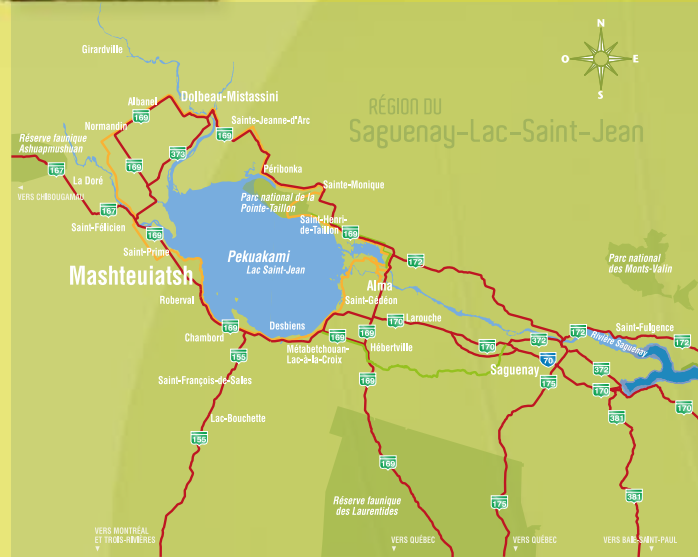 N
O E
S
RÉGION DU
Saguenay-Lac-Saint-Jean
Girardville
Albanel
Dolbeau-Mistassini
169
Sainte-Jeanne-d'Arc
169
Normandin
Réserve faunique
Ashuapmushuan
373
169
167
La Doré
Péribonka
Sainte-Monique
VERS CHIBOUGAMAU
Parc national de la
Pointe-Taillon
167
Saint-Félicien
169
Saint-Henri-
de-Taillon
169
Saint-Prime
Pekuakami
Lac Saint-Jean
172
Parc national
des Monts-Valin
Mashteuiatsh
Alma
Roberval
Saint-Gédéon
Desbiens
169
Chambord
155
Métabetchouan-
Lac-à-la-Croix
169
169
170
Larouche
Hébertville
170
372
172
Saint-Fulgence
Rivière Saguenay
172
70
Saguenay
175
372
170
170
Saint-François-de-Sales
169
381
Lac-Bouchette
155
169
Réserve faunique
des Laurentides
175
381
VERS MONTRÉAL
ET TROIS-RIVIÈRES
VERS QUÉBEC
VERS QUÉBEC
VERS BAIE-SAINT-PAUL